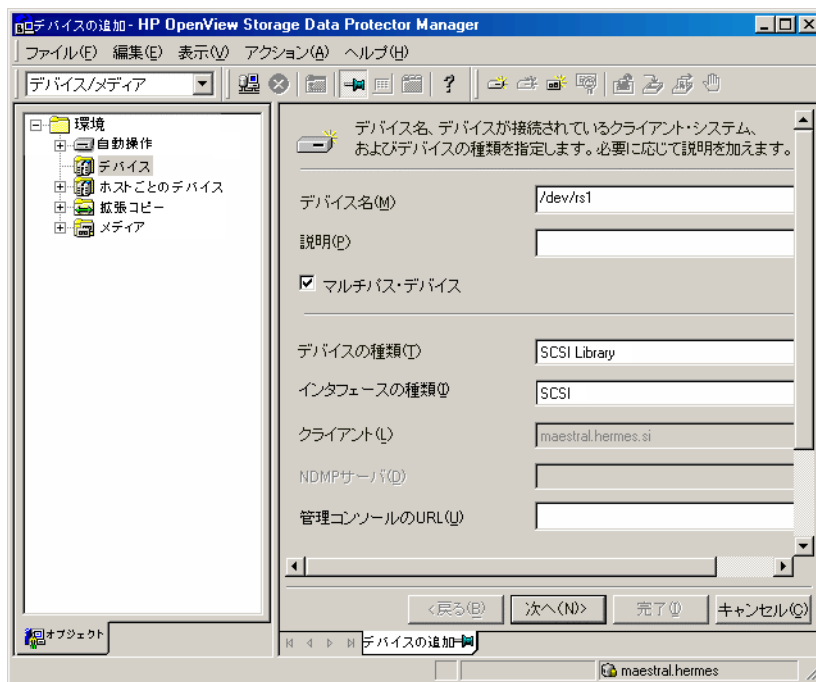 デバイスの追加 - HP OpenView Storage Data Protector Manager
ファイル(F) 編集(E) 表示(V) アクション(A) ヘルプ(H)
デバイス/メディア
環境
自動操作
デバイス
ホストごとのデバイス
拡張コピー
メディア
オブジェクト
デバイス名、デバイスが接続されているクライアント・システム、
およびデバイスの種類を指定します。必要に応じて説明を加えます。
デバイス名(M) /dev/rs1
説明(P)
マルチパス・デバイス
デバイスの種類(T) SCSI Library
インタフェースの種類(I) SCSI
クライアント(L) maestral.hermes.si
NDMPサーバ(D)
管理コンソールのURL(U)
<戻る(B) 次へ(N)> 完了(I) キャンセル(C)
デバイスの追加
maestral.hermes